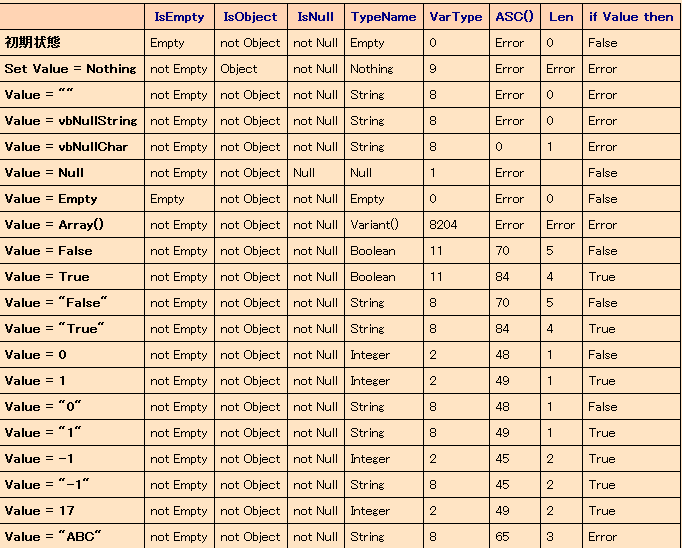 IsEmpty IsObject IsNull TypeName VarType ASC() Len if Value then
初期状態 Empty not Object not Null Empty 0 Error 0 False
Set Value = Nothing not Empty Object not Null Nothing 9 Error Error Error
Value = "" not Empty not Object not Null String 8 Error 0 Error
Value = vbNullString not Empty not Object not Null String 8 Error 0 Error
Value = vbNullChar not Empty not Object not Null String 8 0 1 Error
Value = Null not Empty not Object Null Null 1 Error False
Value = Empty Empty not Object not Null Empty 0 Error 0 False
Value = Array() not Empty not Object not Null Variant() 8204 Error Error Error
Value = False not Empty not Object not Null Boolean 11 70 5 False
Value = True not Empty not Object not Null Boolean 11 84 4 True
Value = "False" not Empty not Object not Null String 8 70 5 False
Value = "True" not Empty not Object not Null String 8 84 4 True
Value = 0 not Empty not Object not Null Integer 2 48 1 False
Value = 1 not Empty not Object not Null Integer 2 49 1 True
Value = "0" not Empty not Object not Null String 8 48 1 False
Value = "1" not Empty not Object not Null String 8 49 1 True
Value = -1 not Empty not Object not Null Integer 2 45 2 True
Value = "-1" not Empty not Object not Null String 8 45 2 True
Value = 17 not Empty not Object not Null Integer 2 49 2 True
Value = "ABC" not Empty not Object not Null String 8 65 3 Error